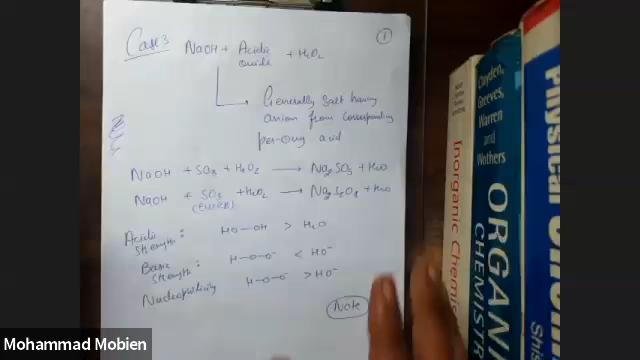 ①
Case 3
NaOH + Acidic oxide + H₂O₂
Generally salt having
anion from corresponding
per-oxy acid
NaOH + SO₃ + H₂O₂ → Na₂SO₅ + H₂O
NaOH + SO₃ + H₂O₂ → Na₂S₂O₈ + H₂O
(EXCESS)
Acidic strength : HO–OH > H₂O
Basic strength : H–O–O⁻ < HO⁻
Nucleophilicity H–O–O⁻ > HO⁻
Note
Inorganic Chemistry
Clayden,
Greeves,
Warren
and
Wothers
ORGANIC
CHEMISTRY
Physical
Mohammad Mobien